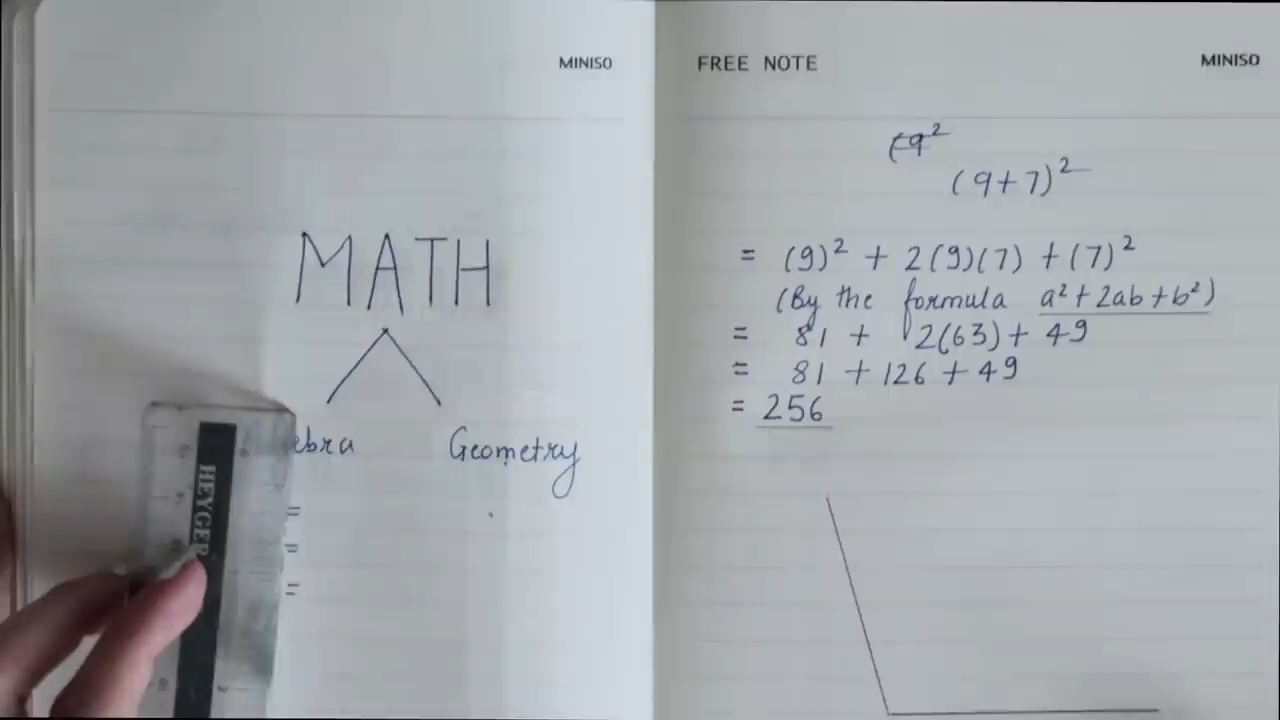 MINISO
MATH
ebra Geometry
=
=
=
HEYGER
FREE NOTE MINISO
(9+7)²
= (9)² + 2(9)(7) + (7)²
(By the formula a²+2ab+b²)
= 81 + 2(63) + 49
= 81 + 126 + 49
= 256